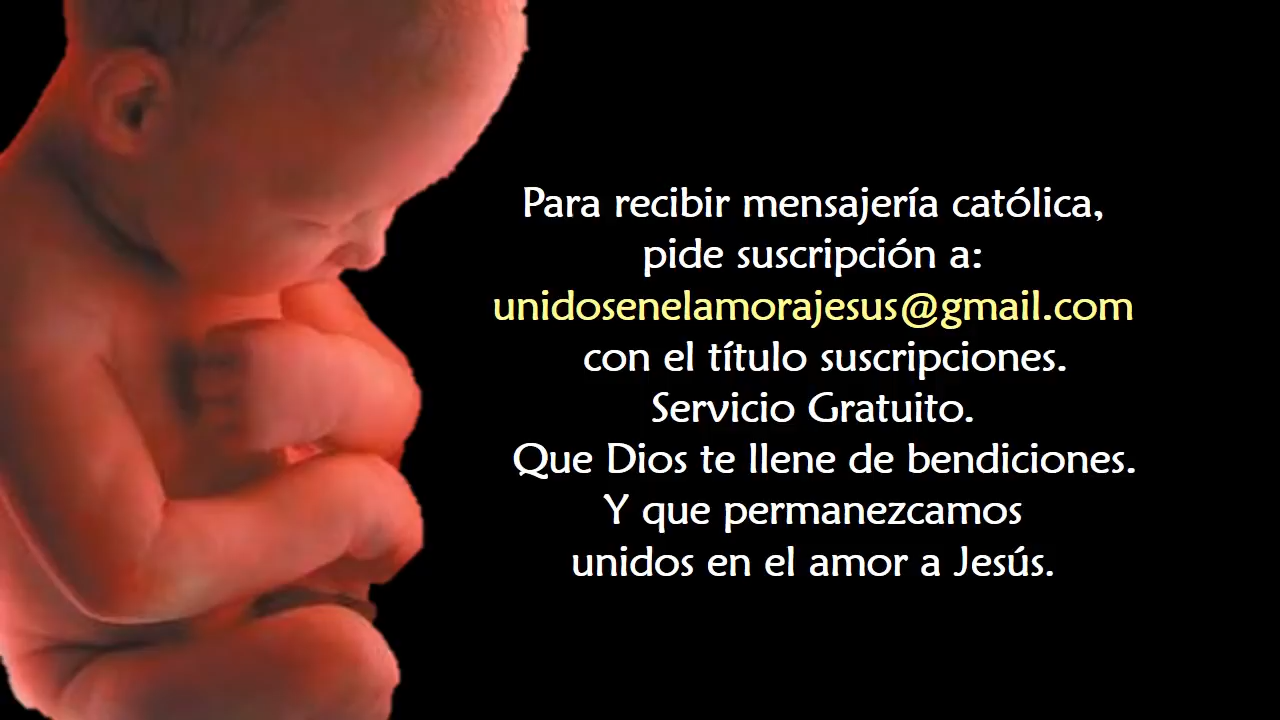 Para recibir mensajería católica,
pide suscripción a:
unidosenelamorajesus@gmail.com
con el título suscripciones.
Servicio Gratuito.
Que Dios te llene de bendiciones.
Y que permanezcamos
unidos en el amor a Jesús.